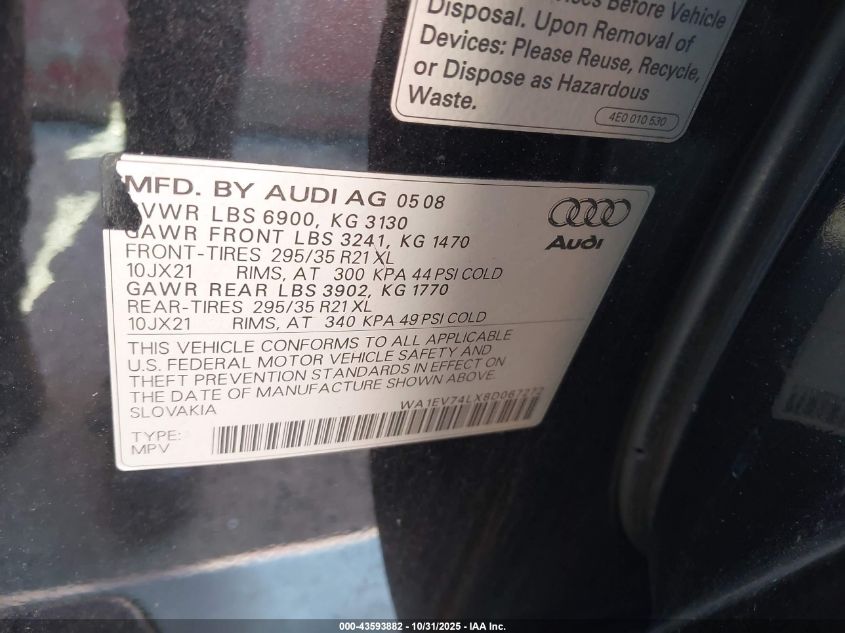 Before Vehicle
Disposal. Upon Removal of
Devices: Please Reuse, Recycle,
or Dispose as Hazardous
Waste.
4E0 010 530
MFD. BY AUDI AG 05 08
VWR LBS 6900, KG 3130
GAWR FRONT LBS 3241, KG 1470
FRONT-TIRES 295/35 R21 XL
10JX21 RIMS, AT 300 KPA 44 PSI COLD
GAWR REAR LBS 3902, KG 1770
REAR-TIRES 295/35 R21 XL
10JX21 RIMS, AT 340 KPA 49 PSI COLD
Audi
THIS VEHICLE CONFORMS TO ALL APPLICABLE
U.S. FEDERAL MOTOR VEHICLE SAFETY AND
THEFT PREVENTION STANDARDS IN EFFECT ON
THE DATE OF MANUFACTURE SHOWN ABOVE.
SLOVAKIA
WA1EV74LX8D067272
TYPE:
MPV
000-43593882 - 10/31/2025 - IAA Inc.